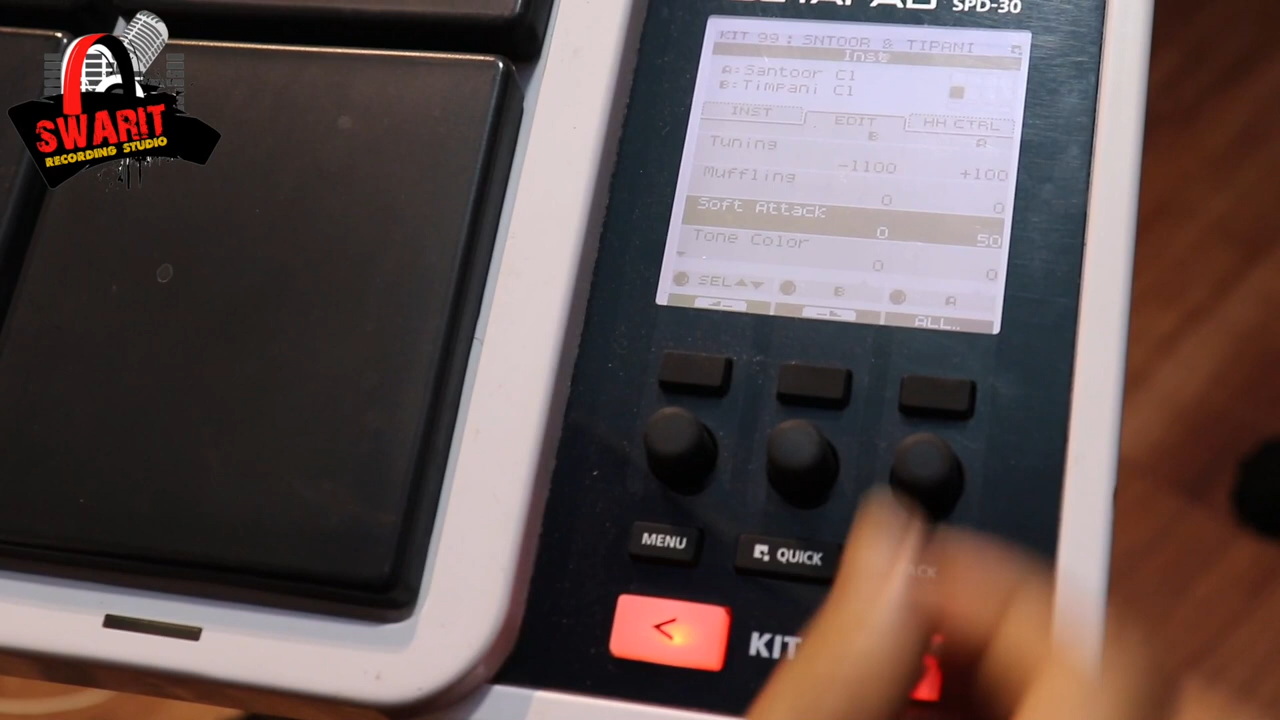 SWARIT
RECORDING STUDIO
SPD-30
KIT 99: SNTOOR & TIPANI
Inst
A:Santoor C1
B:Timpani C1
INST EDIT HH CTRL
B A
Tuning
-1100 +100
Muffling
0 0
Soft Attack
0 50
Tone Color
0 0
SEL▲▼ B A
ALL..
MENU
QUICK
<
KIT